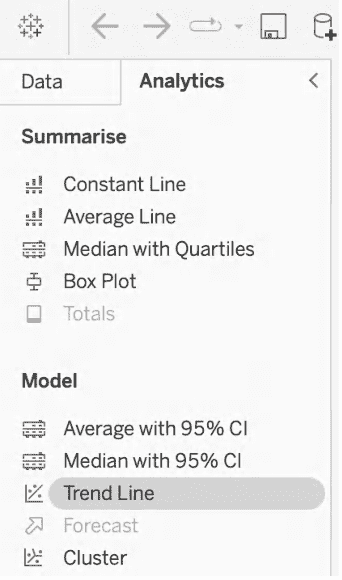 Data
Analytics
Summarise
Constant Line
Average Line
Median with Quartiles
Box Plot
Totals
Model
Average with 95% CI
Median with 95% CI
Trend Line
Forecast
Cluster